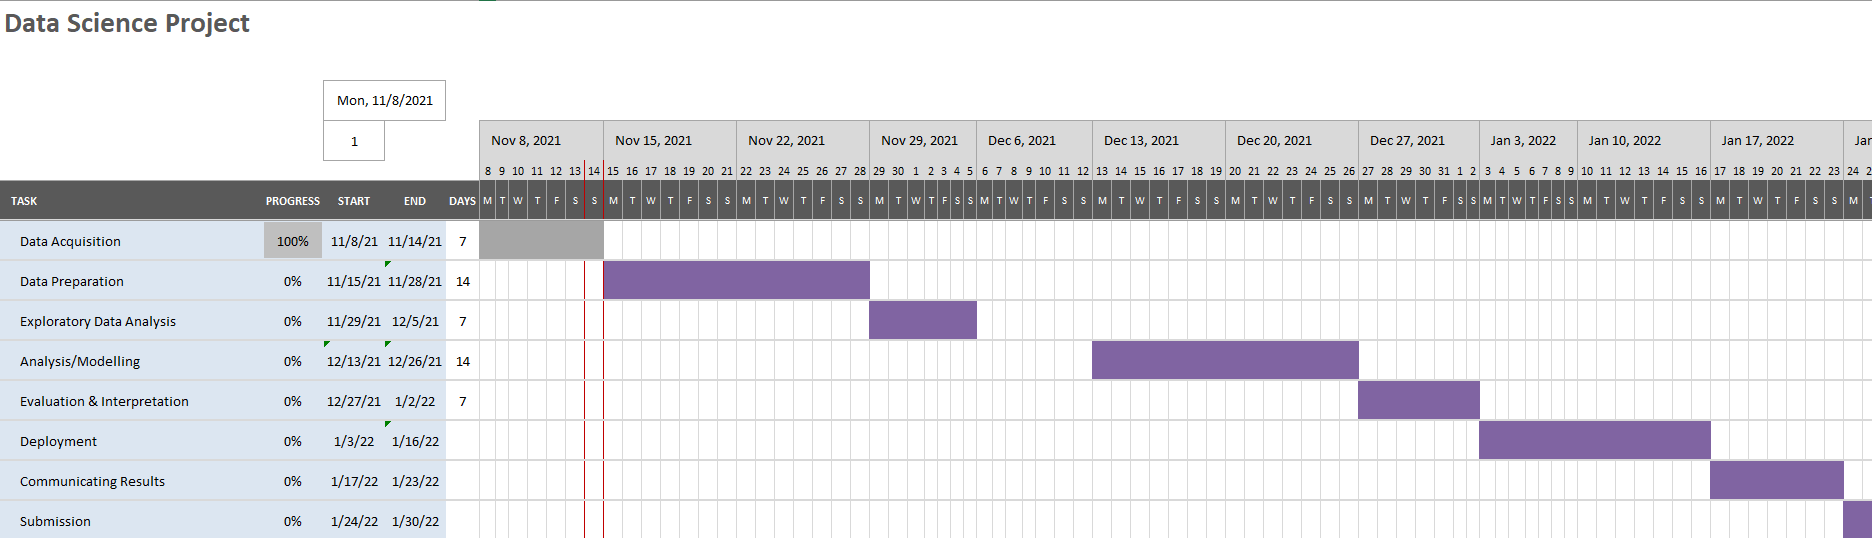 Data Science Project
Mon, 11/8/2021
1
Nov 8, 2021 Nov 15, 2021 Nov 22, 2021 Nov 29, 2021 Dec 6, 2021 Dec 13, 2021 Dec 20, 2021 Dec 27, 2021 Jan 3, 2022 Jan 10, 2022 Jan 17, 2022 Jan
8 9 10 11 12 13 14 15 16 17 18 19 20 21 22 23 24 25 26 27 28 29 30 1 2 3 4 5 6 7 8 9 10 11 12 13 14 15 16 17 18 19 20 21 22 23 24 25 26 27 28 29 30 31 1 2 3 4 5 6 7 8 9 10 11 12 13 14 15 16 17 18 19 20 21 22 23 24 2
TASK PROGRESS START END DAYS M T W T F S S M T W T F S S M T W T F S S M T W T F S S M T W T F S S M T W T F S S M T W T F S S M T W T F S S M T W T F S S M T W T F S S M T W T F S S M T
Data Acquisition 100% 11/8/21 11/14/21 7
Data Preparation 0% 11/15/21 11/28/21 14
Exploratory Data Analysis 0% 11/29/21 12/5/21 7
Analysis/Modelling 0% 12/13/21 12/26/21 14
Evaluation & Interpretation 0% 12/27/21 1/2/22 7
Deployment 0% 1/3/22 1/16/22
Communicating Results 0% 1/17/22 1/23/22
Submission 0% 1/24/22 1/30/22